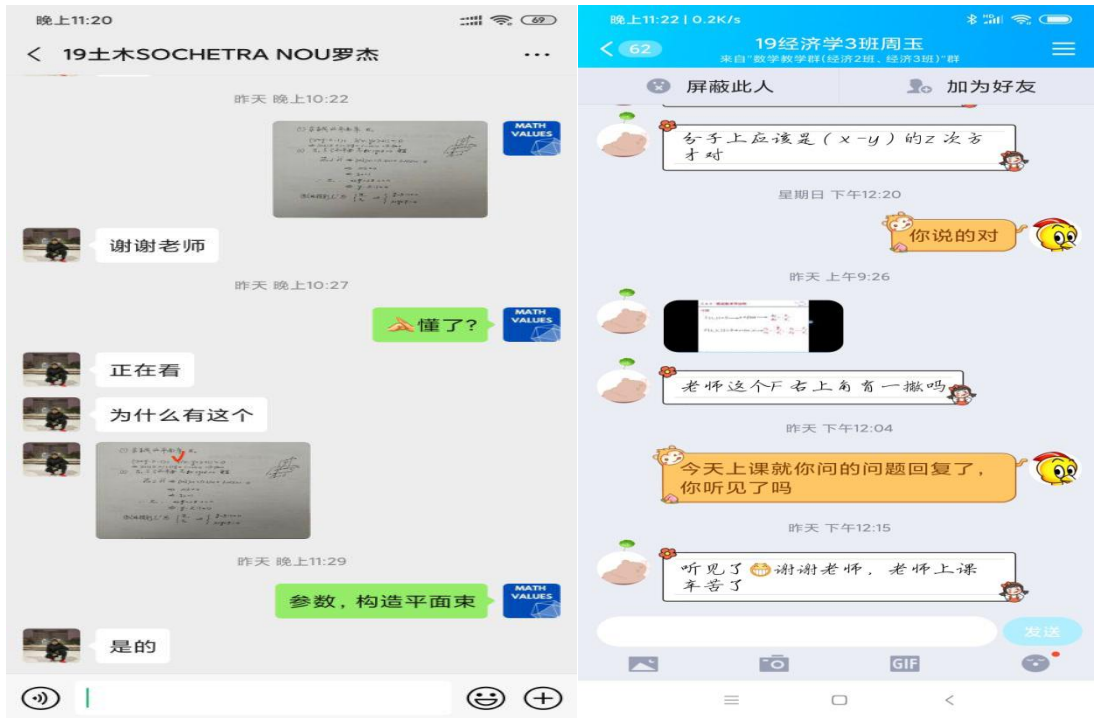 晚上11:20
69
19土木SOCHETRA NOU罗杰
昨天 晚上10:22
MATH
VALUES
谢谢老师
昨天 晚上10:27
懂了?
MATH
VALUES
正在看
为什么有这个
昨天 晚上11:29
参数，构造平面束
MATH
VALUES
是的
晚上11:22 | 0.2K/s
62
19经济学3班周玉
来自"数学教学群(经济2班、经济3班)"群
屏蔽此人
加为好友
分子上应该是（x-y）的z次方
才对
星期日 下午12:20
你说的对
昨天 上午9:26
老师这个F右上角有一撇吗
昨天 下午12:04
今天上课就你问的问题回复了，
你听见了吗
昨天 下午12:15
听见了谢谢老师，老师上课
辛苦了
发送
GIF